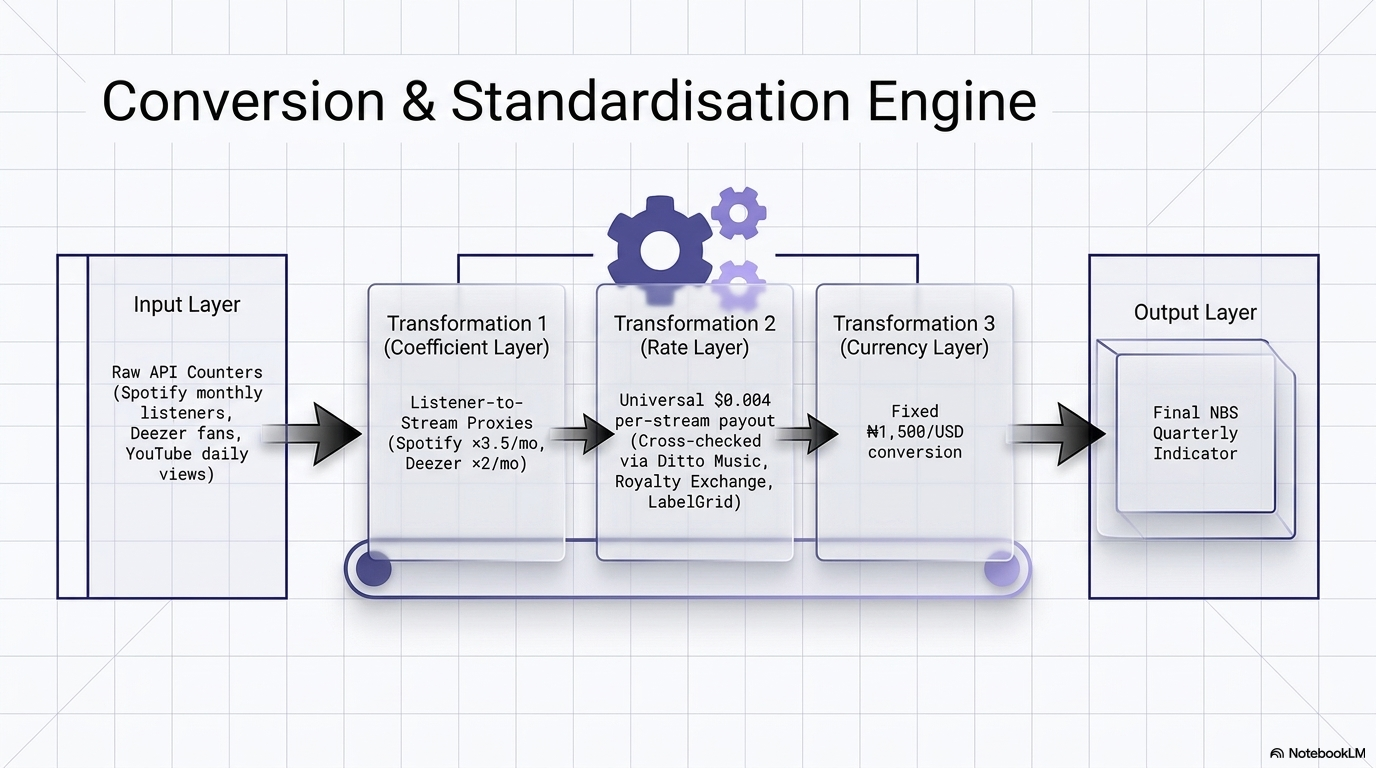 Conversion & Standardisation Engine
Input Layer
Raw API Counters
(Spotify monthly
listeners,
Deezer fans,
YouTube daily
views)
Transformation 1
(Coefficient Layer)
Listener-to-
Stream Proxies
(Spotify ×3.5/mo,
Deezer ×2/mo)
Transformation 2
(Rate Layer)
Universal $0.004
per-stream payout
(Cross-checked
via Ditto Music,
Royalty Exchange,
LabelGrid)
Transformation 3
(Currency Layer)
Fixed
₦1,500/USD
conversion
Output Layer
Final NBS
Quarterly
Indicator
NotebookLM